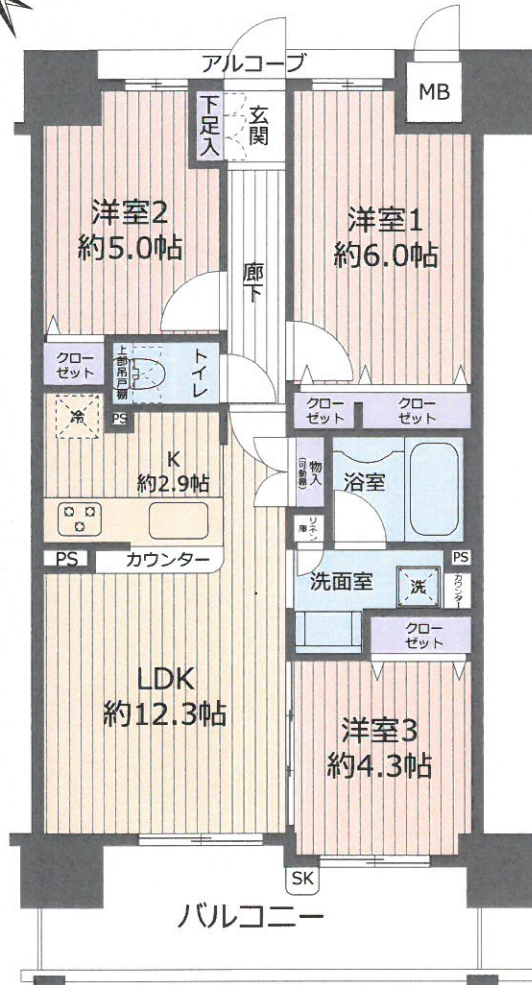 アルコーブ
MB
下足入
玄関
洋室2
約5.0帖
洋室1
約6.0帖
廊下
クロー
ゼット
上部吊戸棚
トイレ
クロー
ゼット
クロー
ゼット
冷
PS
K
約2.9帖
物入
(可動棚)
浴室
リネン
庫
PS
カウンター
洗面室
洗
PS
カウンター
クロー
ゼット
LDK
約12.3帖
洋室3
約4.3帖
SK
バルコニー